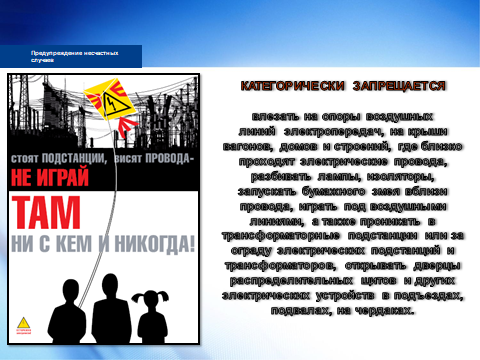 Предупреждение несчастных
случаев
стоят ПОДСТАНЦИИ, висят ПРОВОДА-
НЕ ИГРАЙ
ТАМ
НИ С КЕМ И НИКОГДА!
КАТЕГОРИЧЕСКИ ЗАПРЕЩАЕТСЯ
влезать на опоры воздушных
линий электропередач, на крыши
вагонов, домов и строений, где близко
проходят электрические провода,
разбивать лампы, изоляторы,
запускать бумажного змея вблизи
провода, играть под воздушными
линиями, а также проникать в
трансформаторные подстанции или за
ограду электрических подстанций и
трансформаторов, открывать дверцы
распределительных щитов и других
электрических устройств в подъездах,
подвалах, на чердаках.